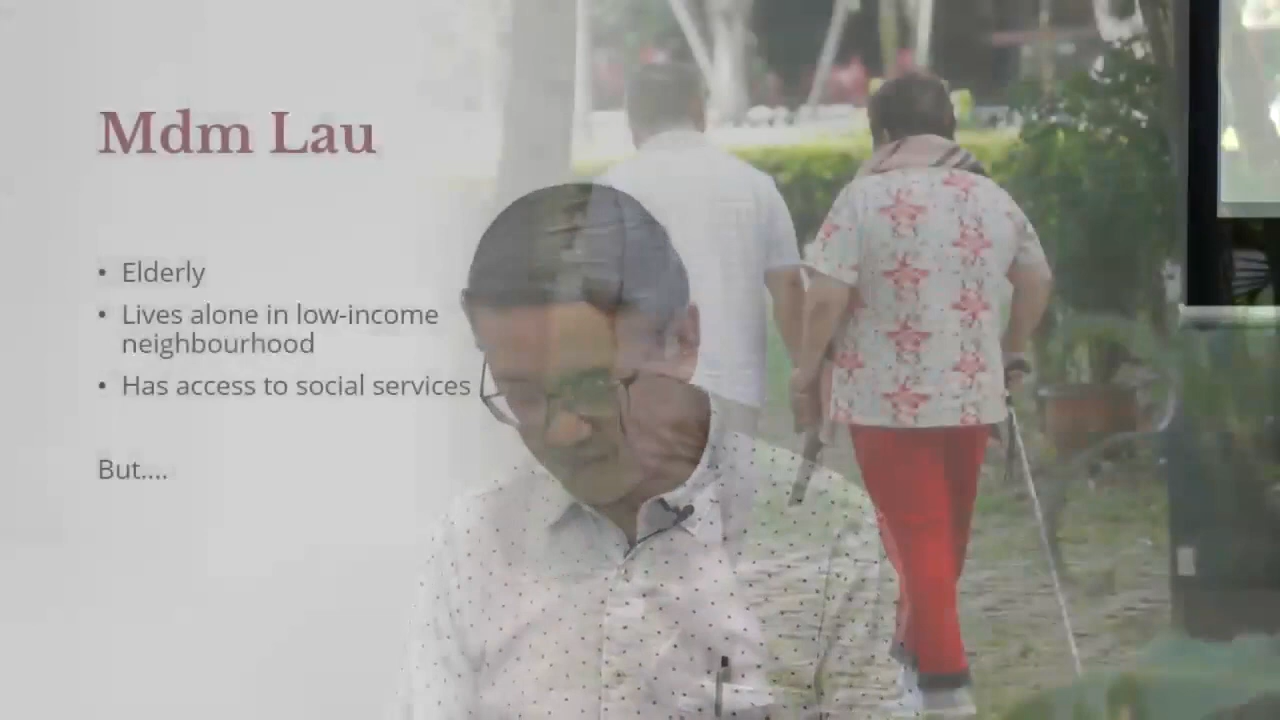 Mdm Lau
• Elderly
• Lives alone in low-income
neighbourhood
• Has access to social services
But....